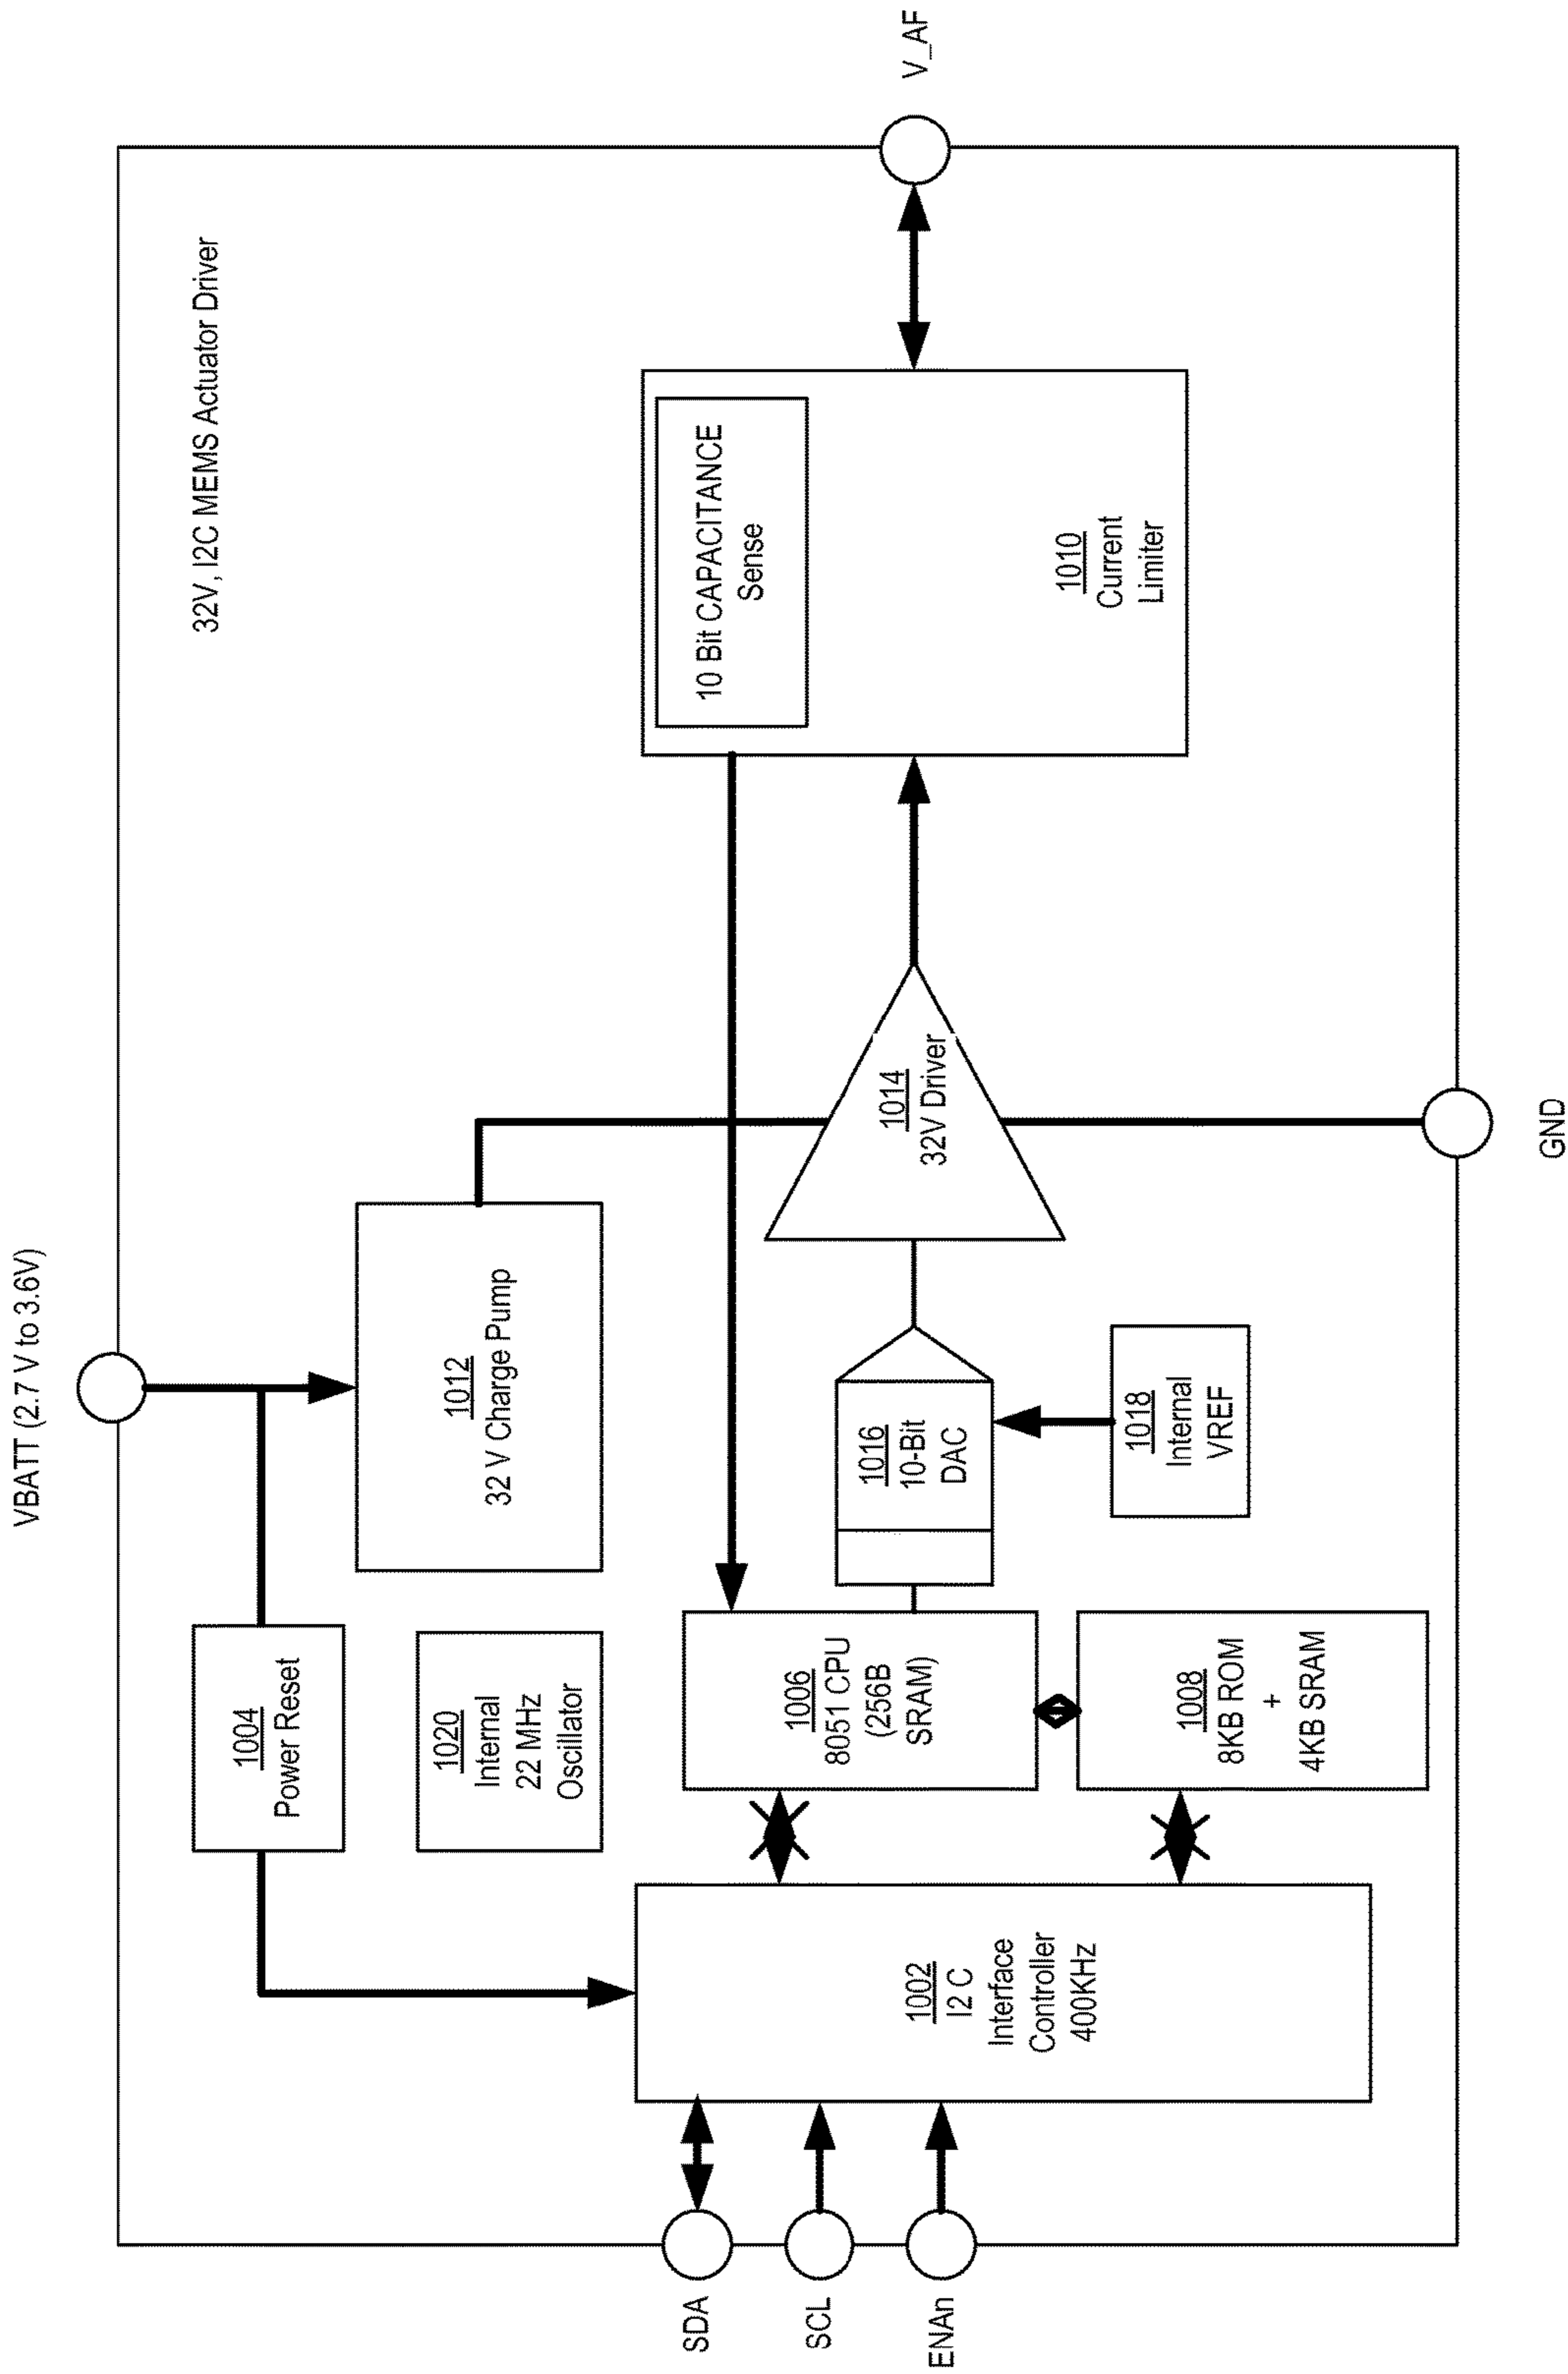 VBATT (2.7 V to 3.6V)
32V, I2C MEMS Actuator Driver
1004
Power Reset
1020
Internal
22 MHz
Oscillator
1012
32 V Charge Pump
10 Bit CAPACITANCE
Sense
1010
Current
Limiter
V_AF
SDA
SCL
ENAn
1002
I2 C
Interface
Controller
400KHz
1006
8051 CPU
(256B
SRAM)
1008
8KB ROM
+
4KB SRAM
1016
10-Bit
DAC
1018
Internal
VREF
1014
32V Driver
GND